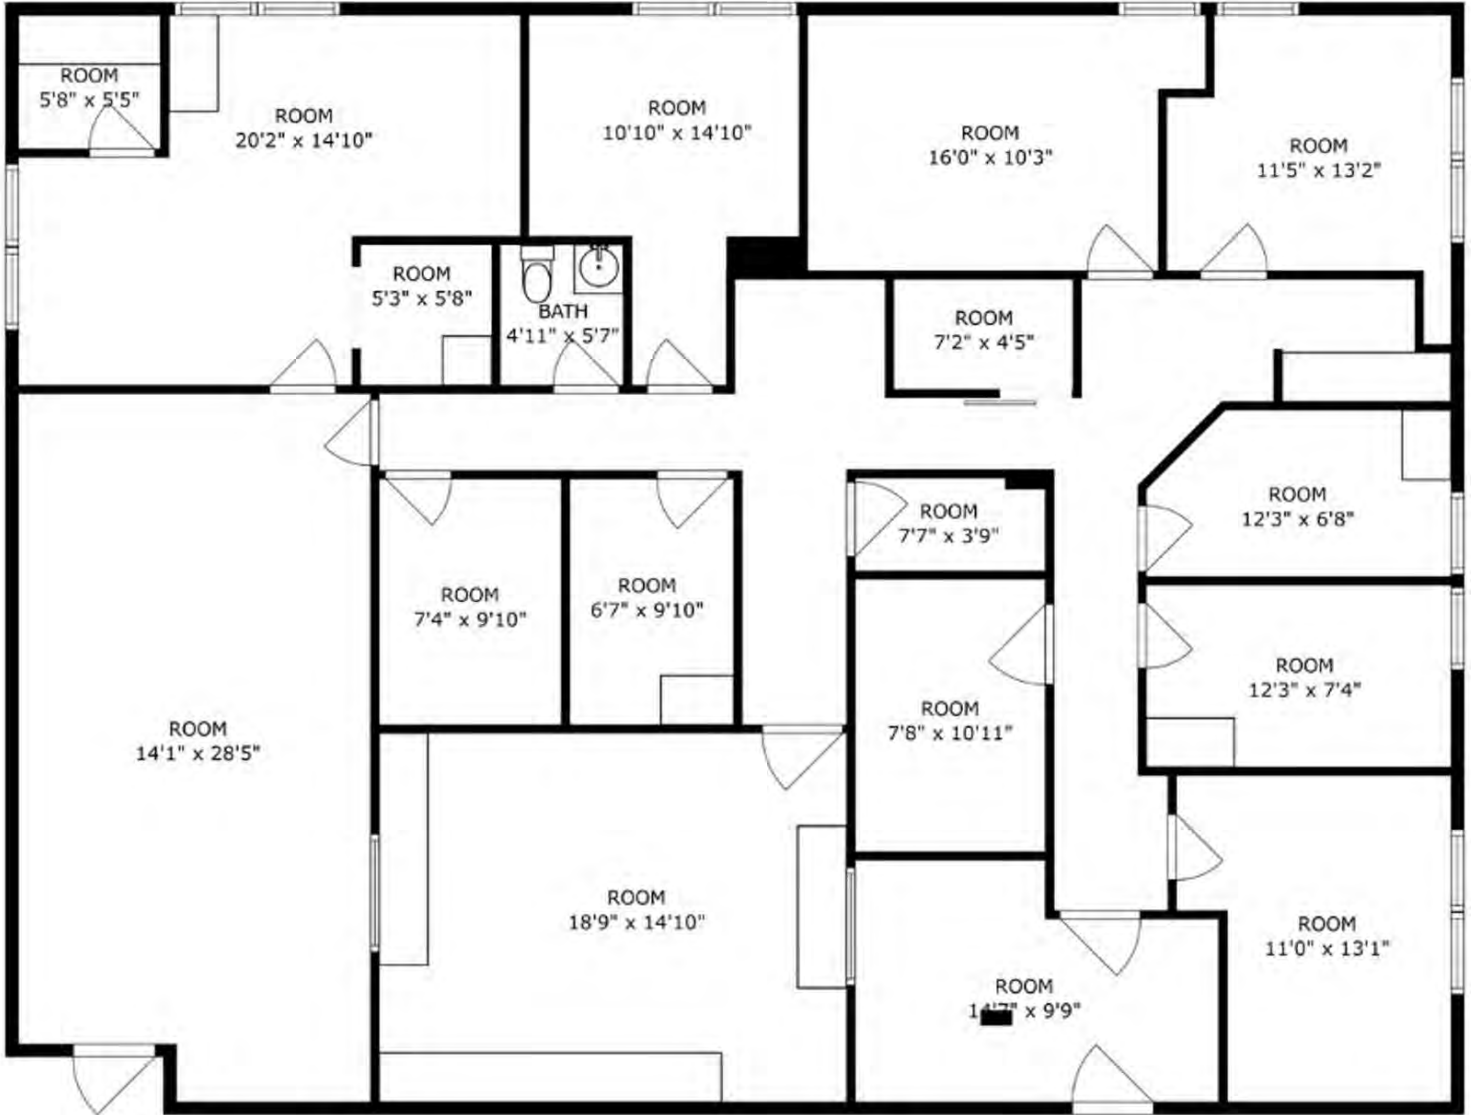 ROOM
5'8" x 5'5"
ROOM
20'2" x 14'10"
ROOM
10'10" x 14'10"
ROOM
16'0" x 10'3"
ROOM
11'5" x 13'2"
ROOM
5'3" x 5'8"
BATH
4'11" x 5'7"
ROOM
7'2" x 4'5"
ROOM
12'3" x 6'8"
ROOM
7'7" x 3'9"
ROOM
7'4" x 9'10"
ROOM
6'7" x 9'10"
ROOM
12'3" x 7'4"
ROOM
14'1" x 28'5"
ROOM
7'8" x 10'11"
ROOM
18'9" x 14'10"
ROOM
11'0" x 13'1"
ROOM
14'7" x 9'9"